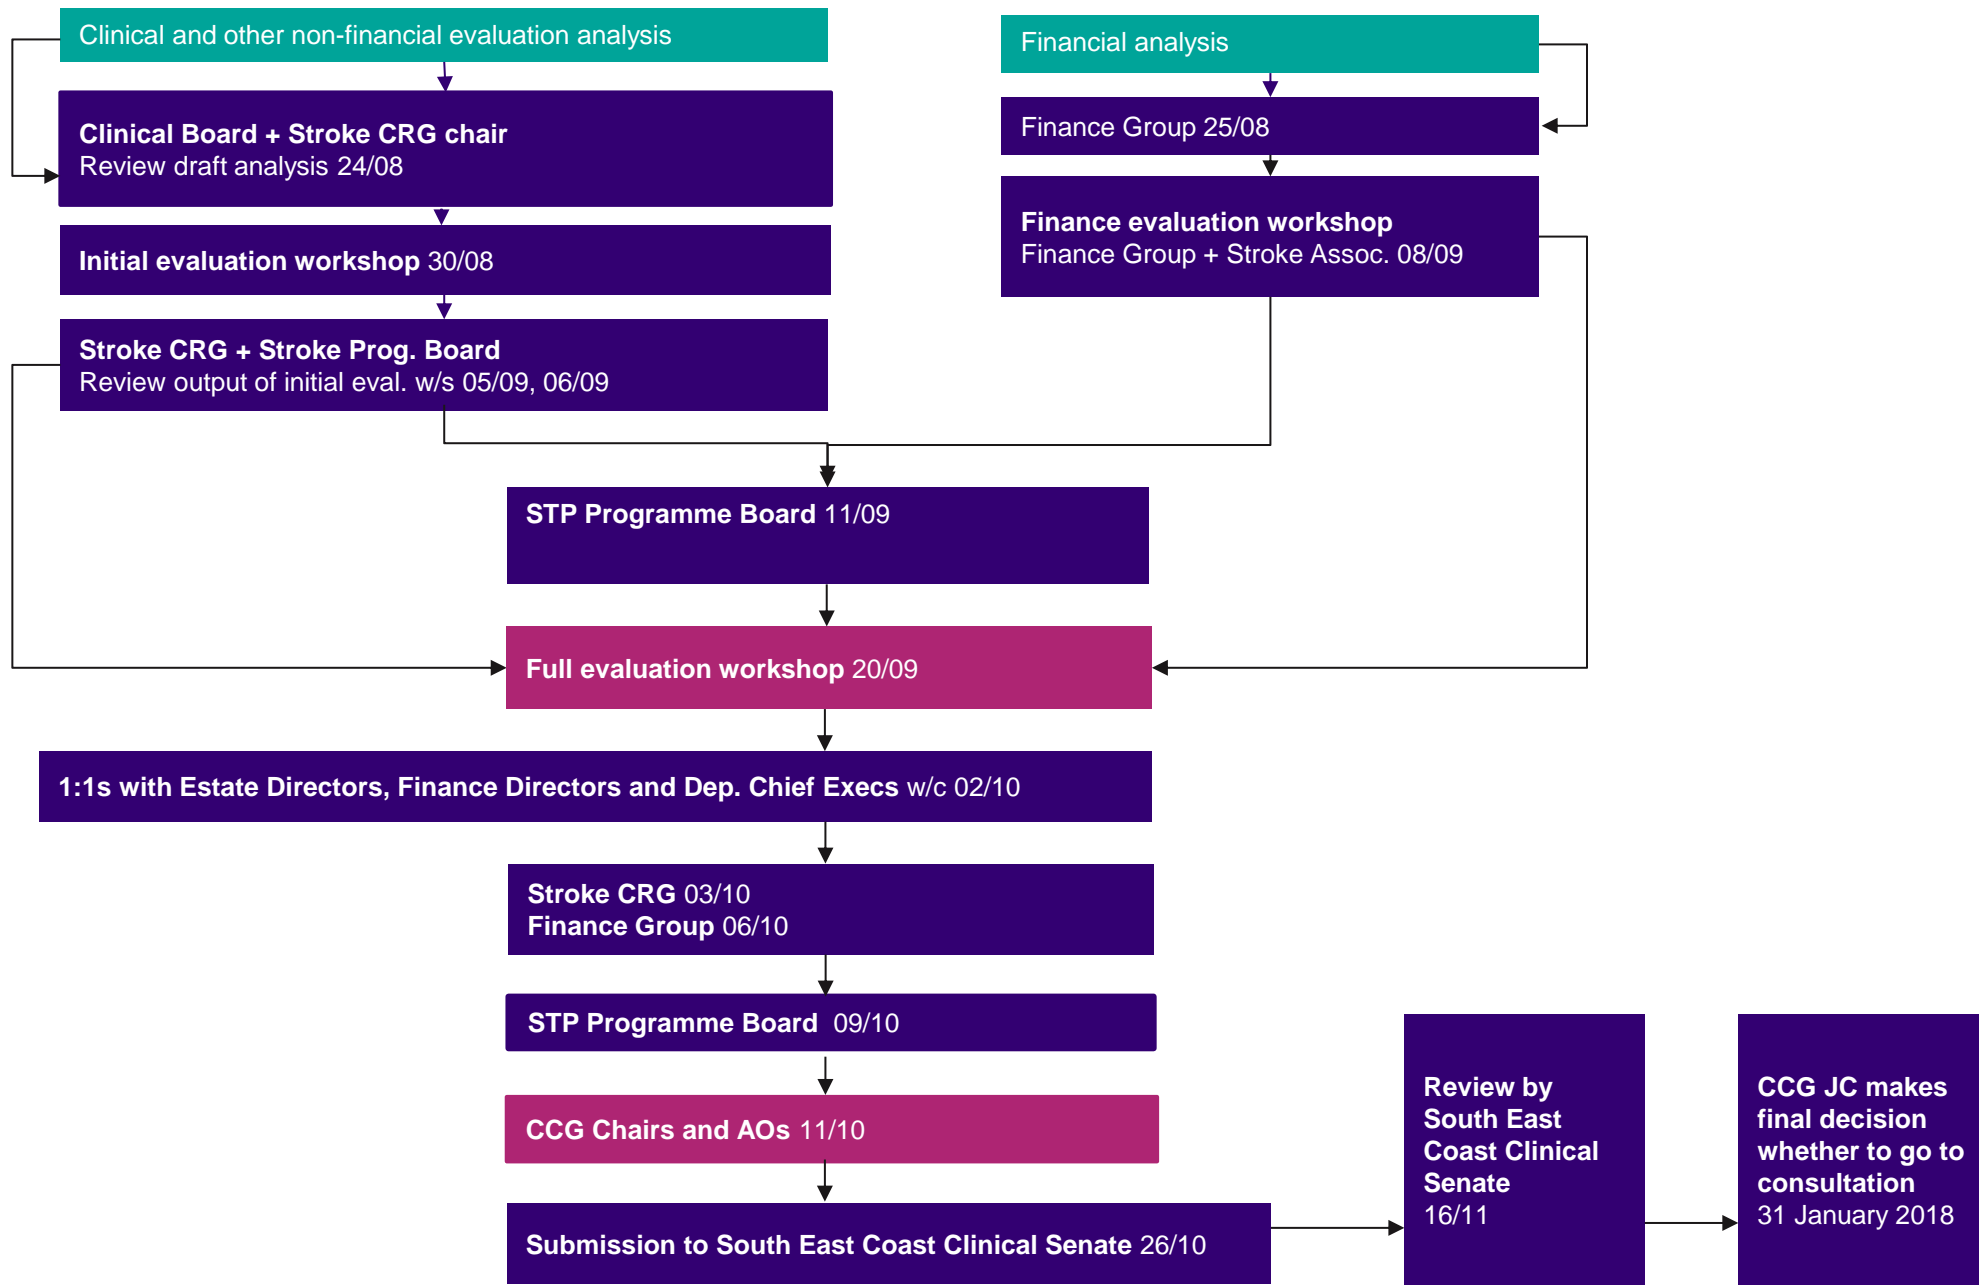 Clinical and other non-financial evaluation analysis
Financial analysis
Clinical Board + Stroke CRG chair
Review draft analysis 24/08
Finance Group 25/08
Initial evaluation workshop 30/08
Finance evaluation workshop
Finance Group + Stroke Assoc. 08/09
Stroke CRG + Stroke Prog. Board
Review output of initial eval. w/s 05/09, 06/09
STP Programme Board 11/09
Full evaluation workshop 20/09
1:1s with Estate Directors, Finance Directors and Dep. Chief Execs w/c 02/10
Stroke CRG 03/10
Finance Group 06/10
STP Programme Board 09/10
CCG Chairs and AOs 11/10
Submission to South East Coast Clinical Senate 26/10
Review by
South East
Coast Clinical
Senate
16/11
CCG JC makes
final decision
whether to go to
consultation
31 January 2018